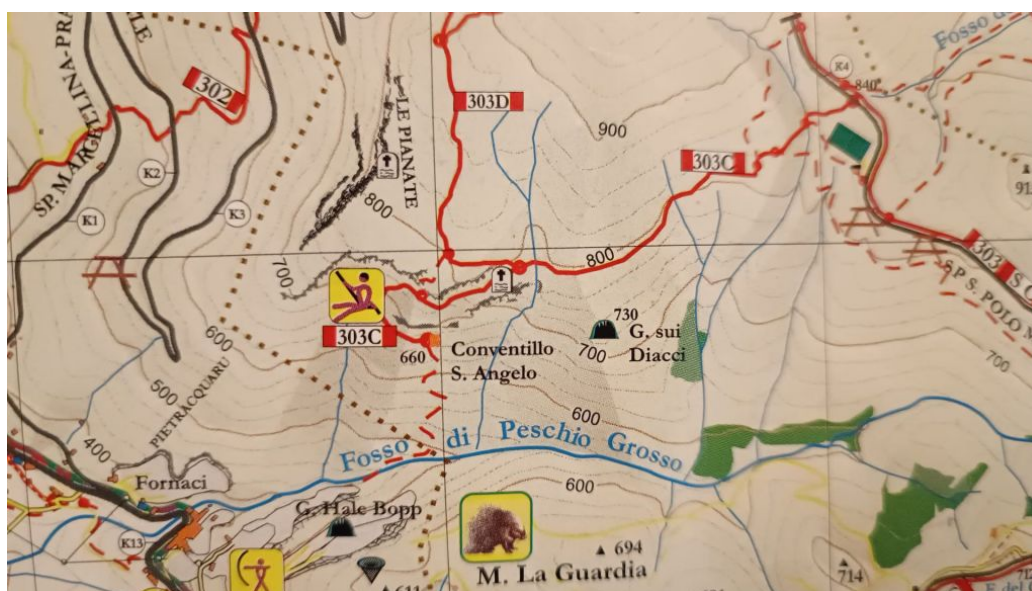 Fosso
K4
840
302
303D
LE PIANATE
900
303C
SP. MARCELLINA-PRA
K2
K1
K3
800
91
700
800
303
SP S. POLO
303C
660
730
G. sui
Diacci
700
Conventillo
S. Angelo
600
700
500
PIETRACQUARU
400
600
Fosso di Peschio Grosso
Fornaci
600
G. Hale Bopp
K13
694
M. La Guardia
714